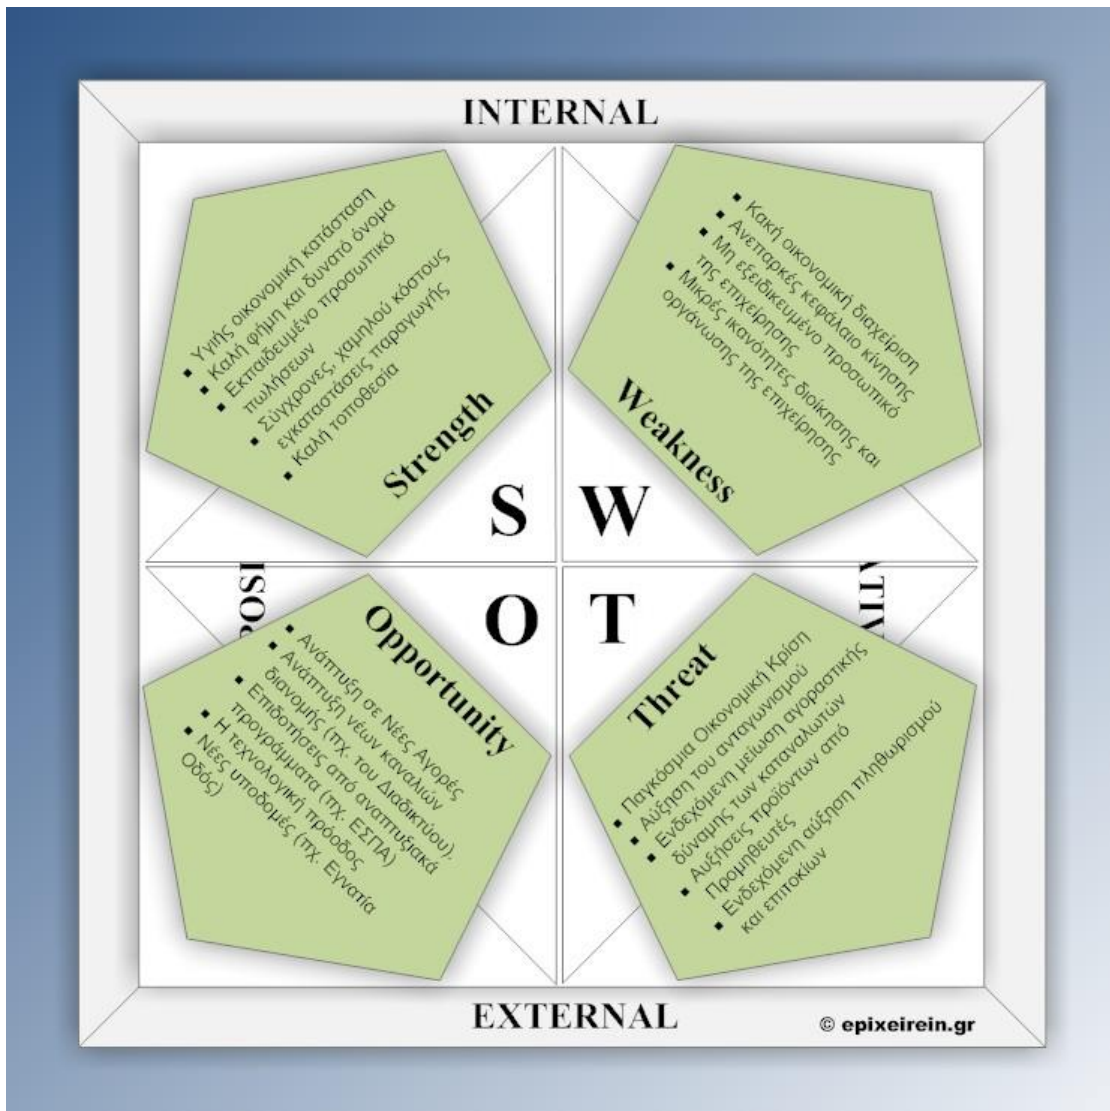 INTERNAL
▪ Υγιής οικονομική κατάσταση
▪ Καλή φήμη και δυνατό όνομα
▪ Εκπαιδευμένο προσωπικό
πωλήσεων
▪ Σύγχρονες, χαμηλού κόστους
εγκαταστάσεις παραγωγής
▪ Καλή τοποθεσία
Strength
S
▪ Κακή οικονομική διαχείριση
▪ Ανεπαρκές κεφάλαιο κίνησης
▪ Μη εξειδικευμένο προσωπικό
της επιχείρησης
▪ Μικρές ικανότητες διοίκησης και
οργάνωσης της επιχείρησης
Weakness
W
OSI
O
Opportunity
▪ Ανάπτυξη σε Νέες Αγορές
▪ Ανάπτυξη νέων καναλιών
διανομής (πχ. του Διαδικτύου).
▪ Επιδοτήσεις από αναπτυξιακά
προγράμματα (πχ. ΕΣΠΑ)
▪ Η τεχνολογική πρόοδος
▪ Νέες υποδομές (πχ. Εγνατία
Οδός)
ATIV
T
Threat
▪ Παγκόσμια Οικονομική Κρίση
▪ Αύξηση του ανταγωνισμού
▪ Ενδεχόμενη μείωση αγοραστικής
δύναμης των καταναλωτών
▪ Αυξήσεις προϊόντων από
Προμηθευτές
▪ Ενδεχόμενη αύξηση πληθωρισμού
και επιτοκίων
EXTERNAL
© epixeirein.gr